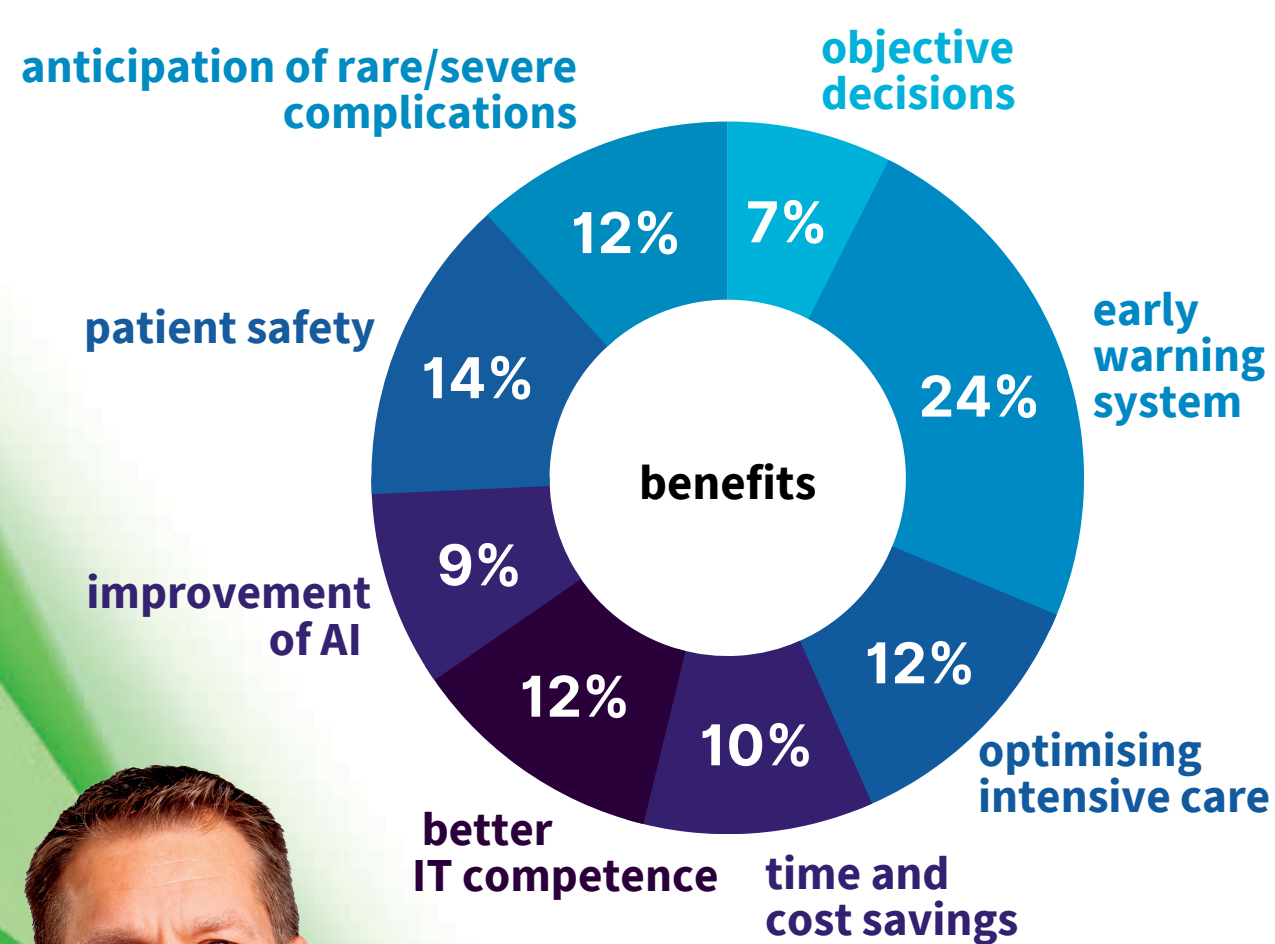 anticipation of rare/severe
complications
objective
decisions
12%
7%
patient safety
14%
early
warning
system
24%
benefits
improvement
of AI
9%
12%
optimising
intensive care
12%
better
IT competence
10%
time and
cost savings